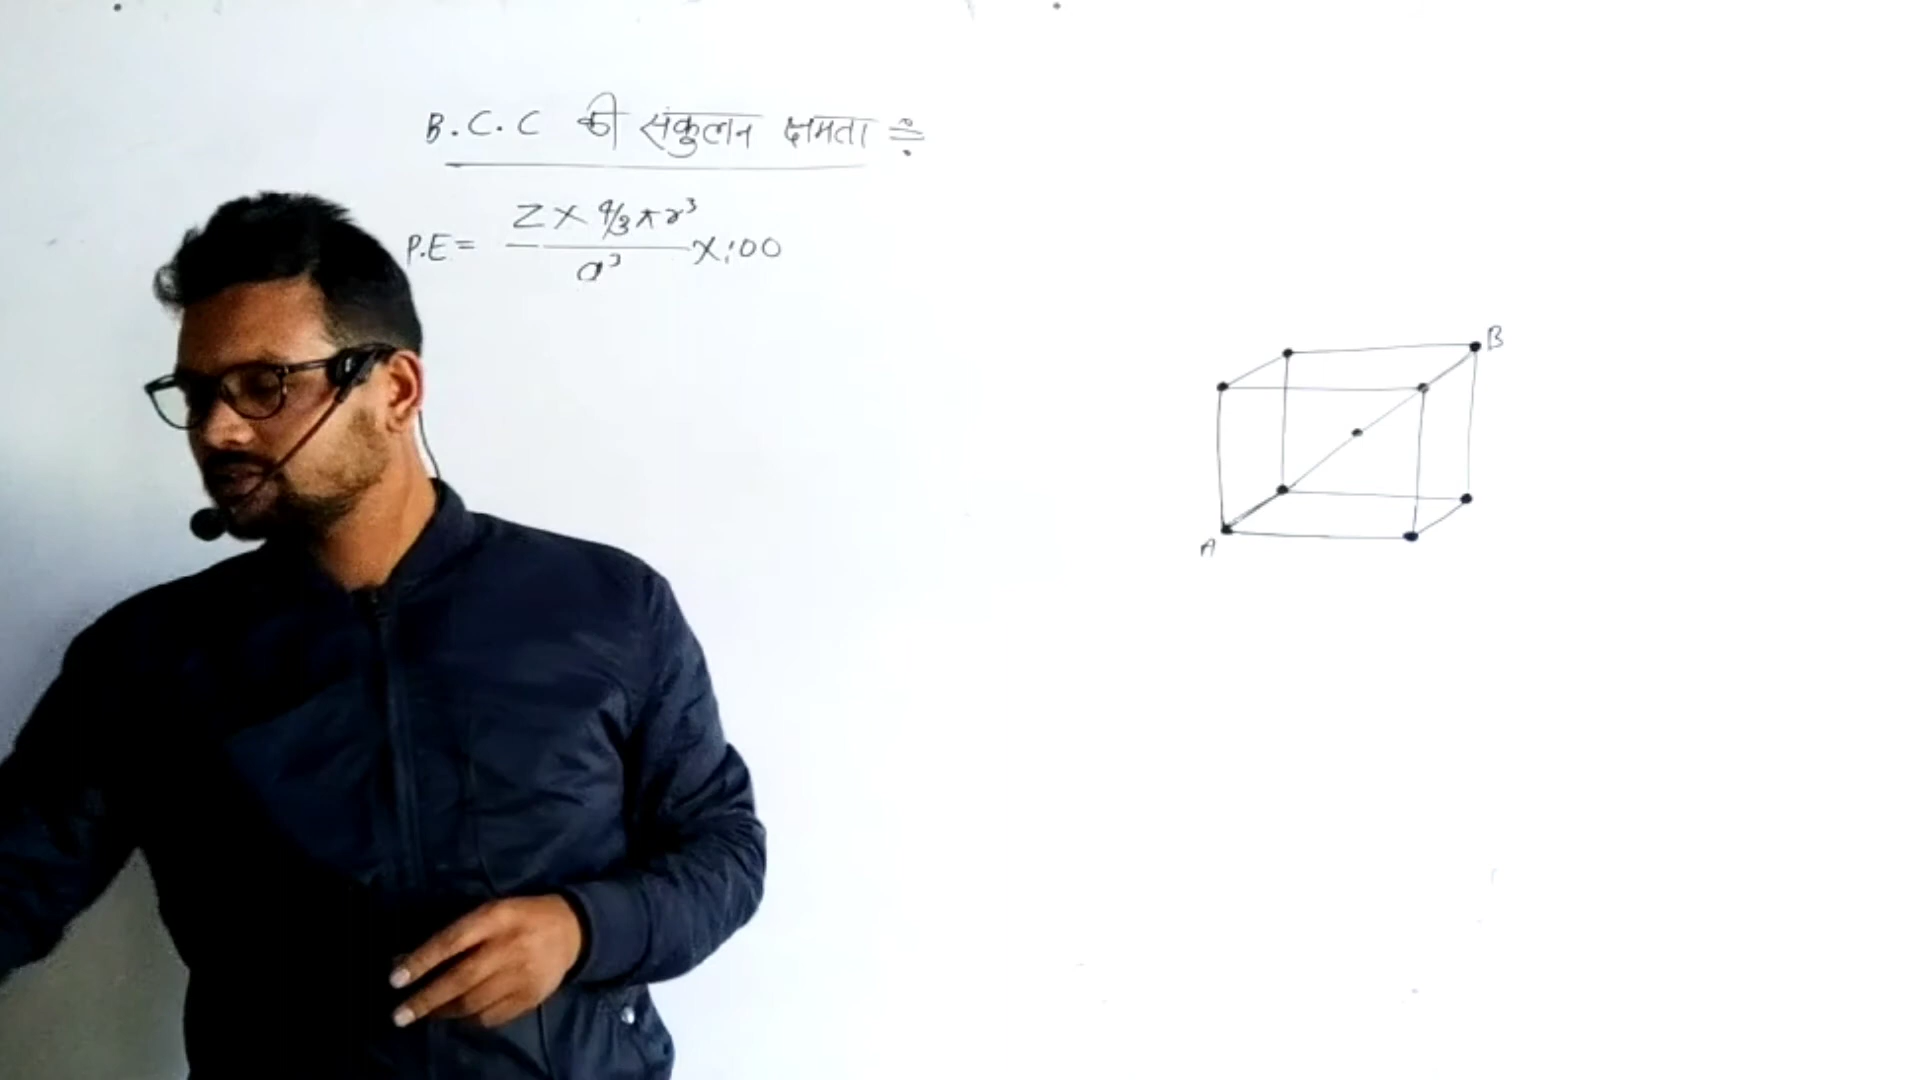 B.C.C की संकुलन क्षमता ÷
P.E = Z × 4/3 π r³ / a³ × 100
B
A